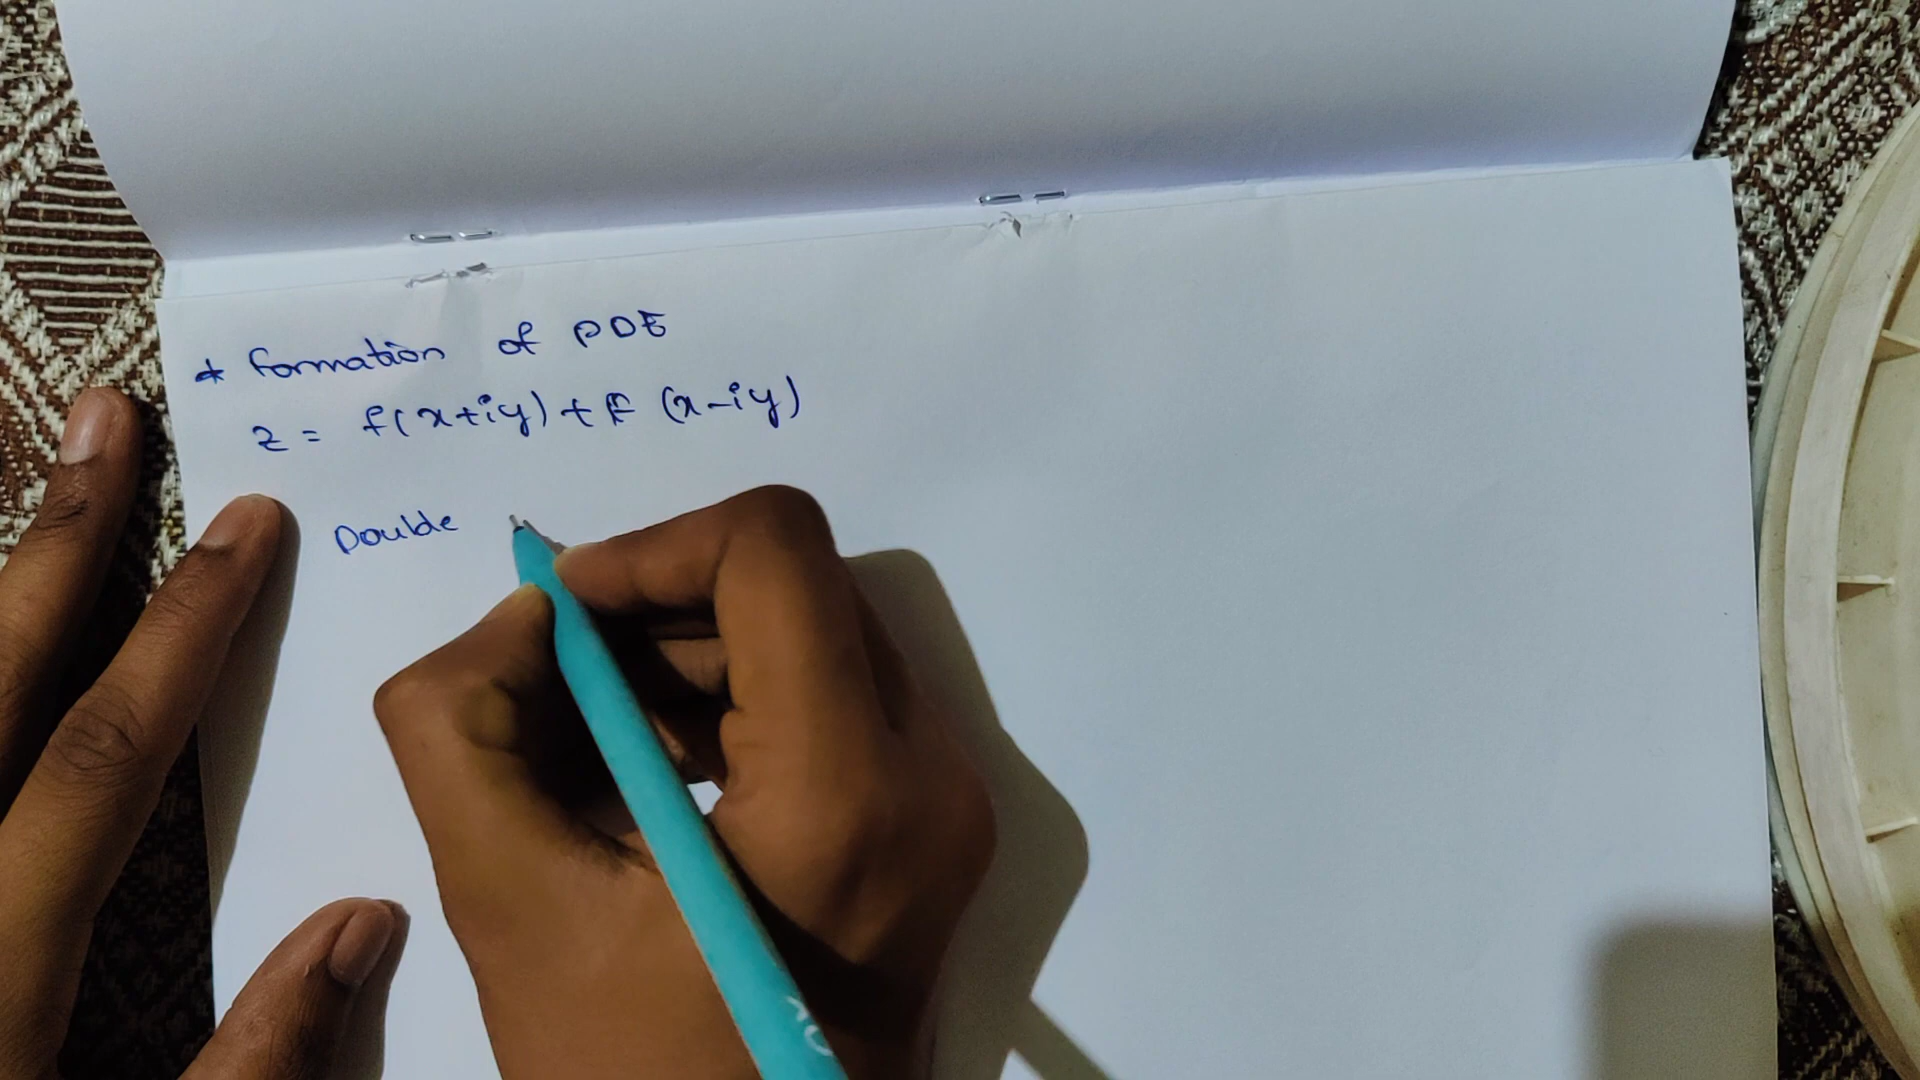 * Formation of PDE
z = f(x+iy) + F (x-iy)
Double